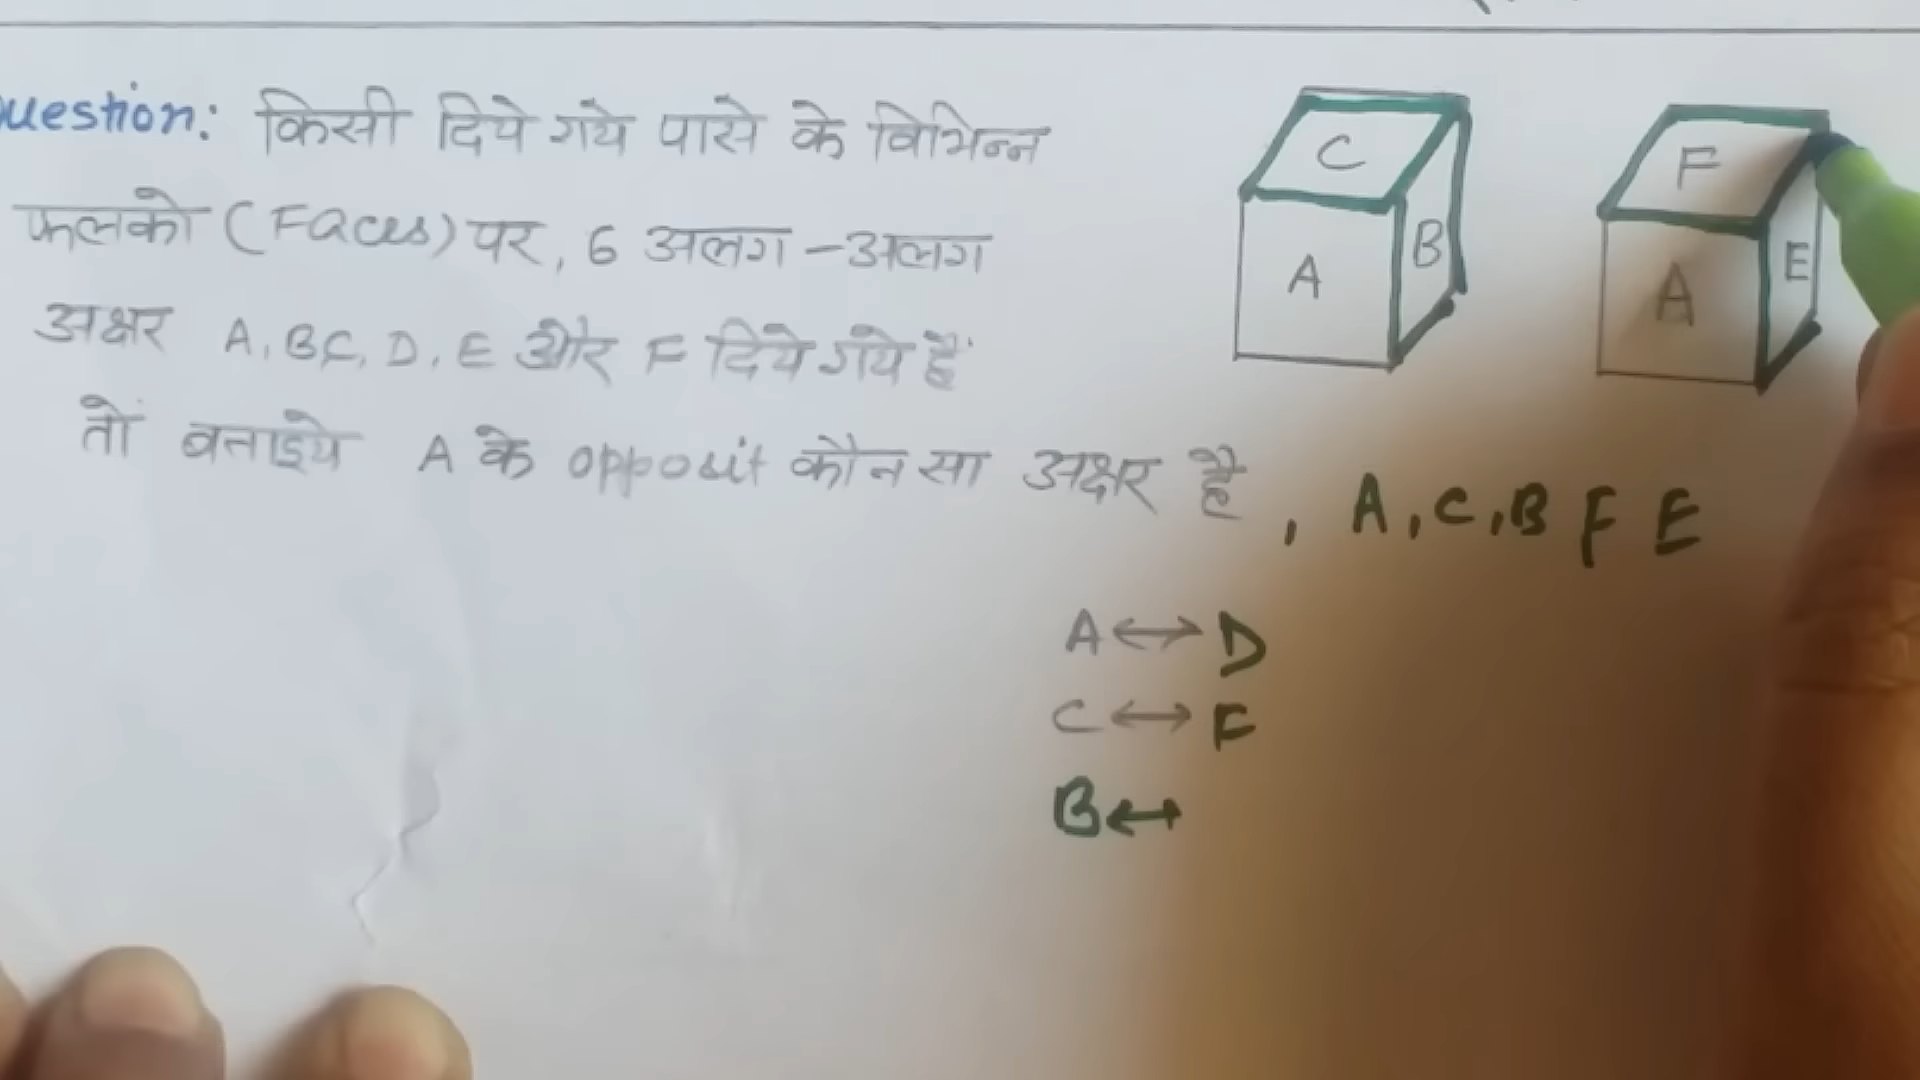 uestion: किसी दिये गये पासे के विभिन्न
फलको (Faces) पर, 6 अलग-अलग
अक्षर A, B C, D, E और F दिये गये हैं
तो बताइये A के opposit कौन सा अक्षर है, A, C, B F E
C
A
B
F
A
E
A ↔ D
C ↔ F
B ↔